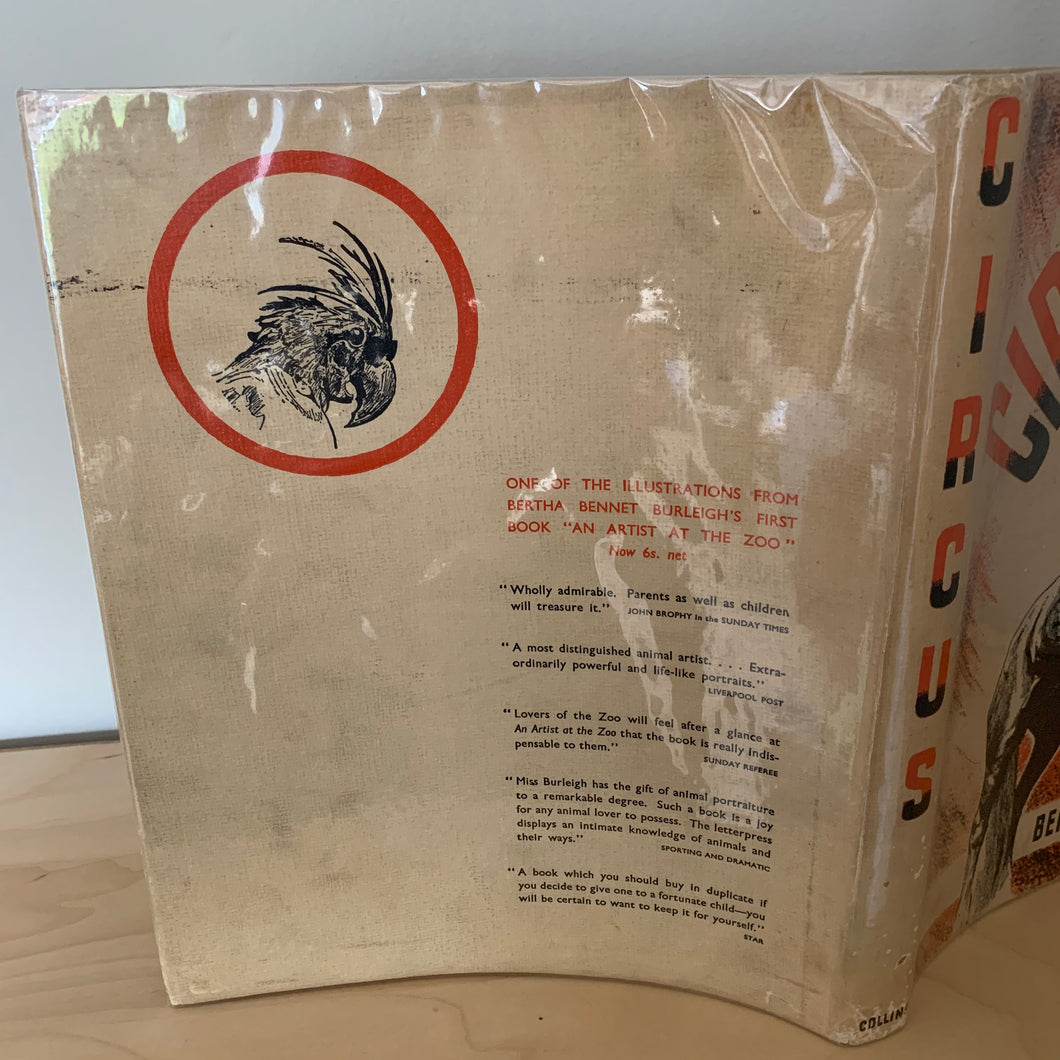 ONE OF THE ILLUSTRATIONS FROM
BERTHA BENNET BURLEIGH'S FIRST
BOOK "AN ARTIST AT THE ZOO"
Now 6s. net
"Wholly admirable. Parents as well as children
will treasure it." JOHN BROPHY in the SUNDAY TIMES
"A most distinguished animal artist. . . . Extra-
ordinarily powerful and life-like portraits."
LIVERPOOL POST
"Lovers of the Zoo will feel after a glance at
An Artist at the Zoo that the book is really indis-
pensable to them."
SUNDAY REFEREE
"Miss Burleigh has the gift of animal portraiture
to a remarkable degree. Such a book is a joy
for any animal lover to possess. The letterpress
displays an intimate knowledge of animals and
their ways."
SPORTING AND DRAMATIC
"A book which you should buy in duplicate if
you decide to give one to a fortunate child—you
will be certain to want to keep it for yourself."
STAR
CIRCUS
COLLINS